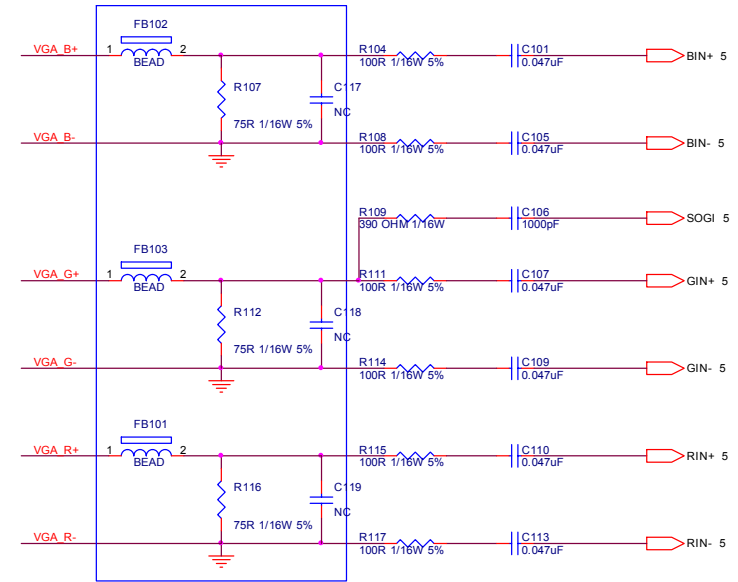 FB102
VGA_B+ 1 2 R104 C101
BEAD 100R 1/16W 5% 0.047uF BIN+ 5
R107 C117
NC
75R 1/16W 5%
VGA_B- R108 C105
100R 1/16W 5% 0.047uF BIN- 5
R109 C106
390 OHM 1/16W 1000pF SOGI 5
FB103
VGA_G+ 1 2 R111 C107
BEAD 100R 1/16W 5% 0.047uF GIN+ 5
R112 C118
NC
75R 1/16W 5%
VGA_G- R114 C109
100R 1/16W 5% 0.047uF GIN- 5
FB101
VGA_R+ 1 2 R115 C110
BEAD 100R 1/16W 5% 0.047uF RIN+ 5
R116 C119
NC
75R 1/16W 5%
VGA_R- R117 C113
100R 1/16W 5% 0.047uF RIN- 5